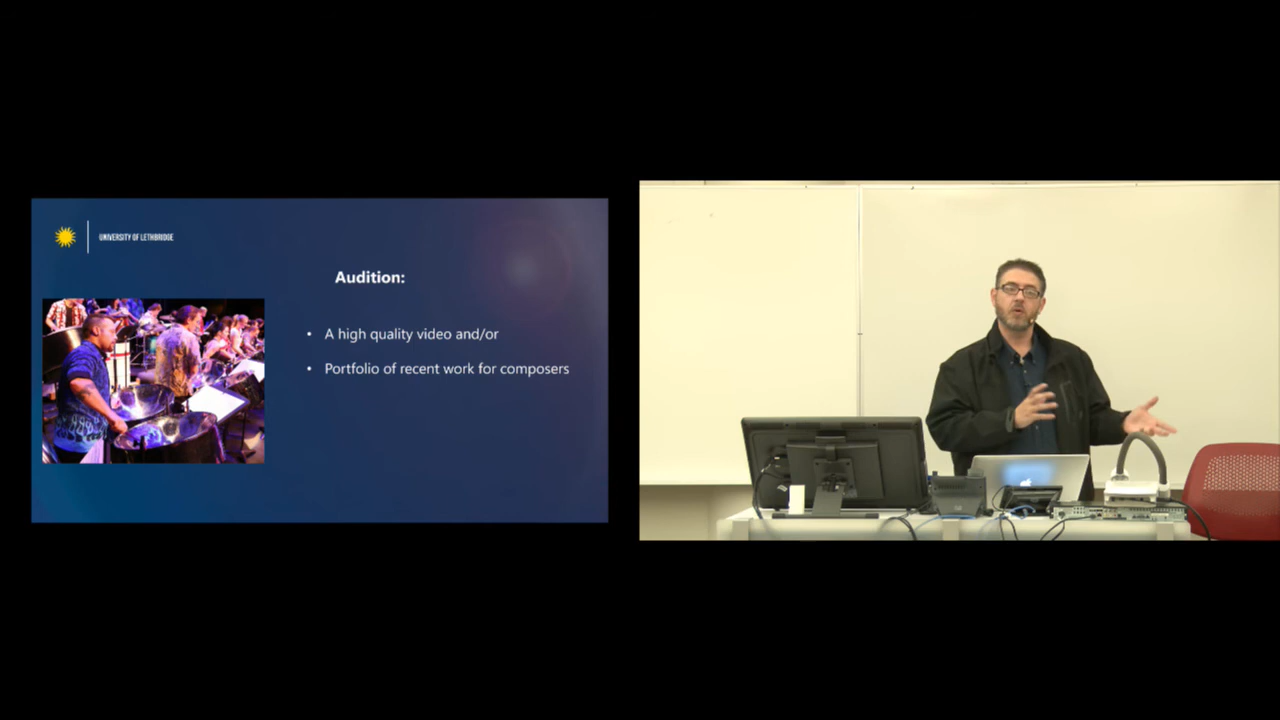 UNIVERSITY OF LETHBRIDGE
Audition:
• A high quality video and/or
• Portfolio of recent work for composers